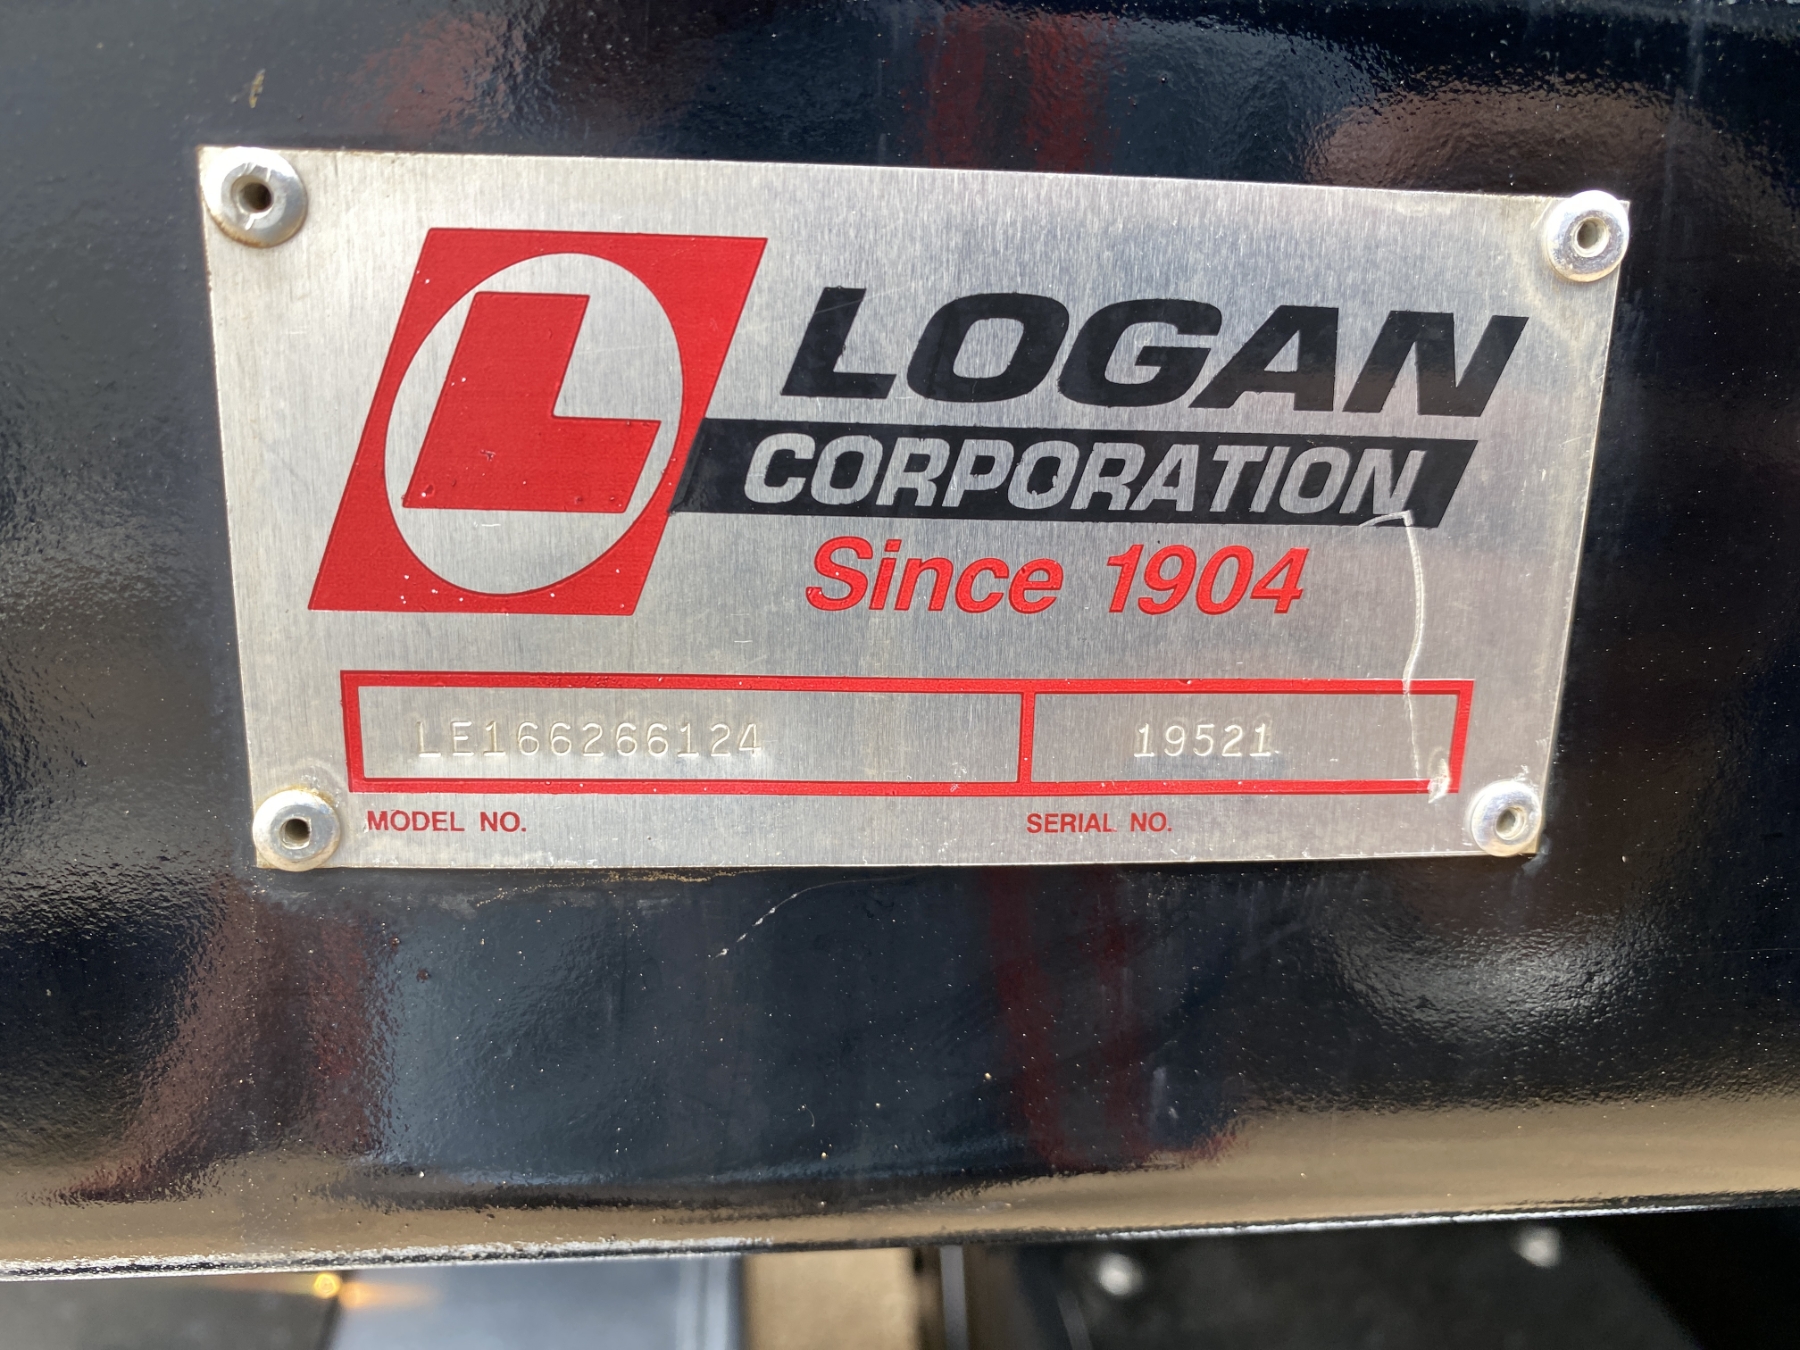 L
LOGAN
CORPORATION
Since 1904
LE166266124
19521
MODEL NO.
SERIAL NO.